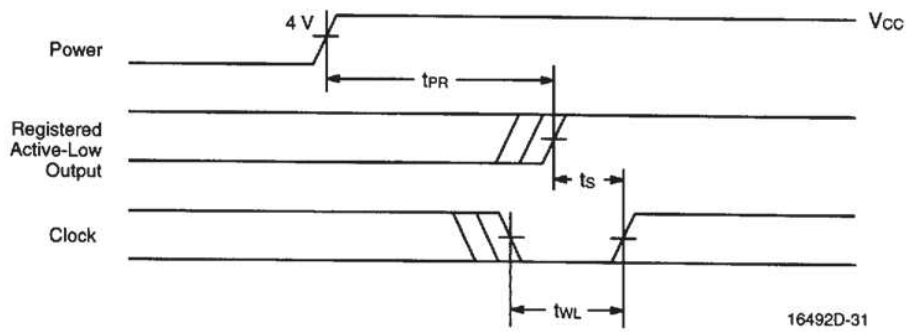 4 V
VCC
Power
tPR
Registered
Active-Low
Output
tS
Clock
tWL
16492D-31